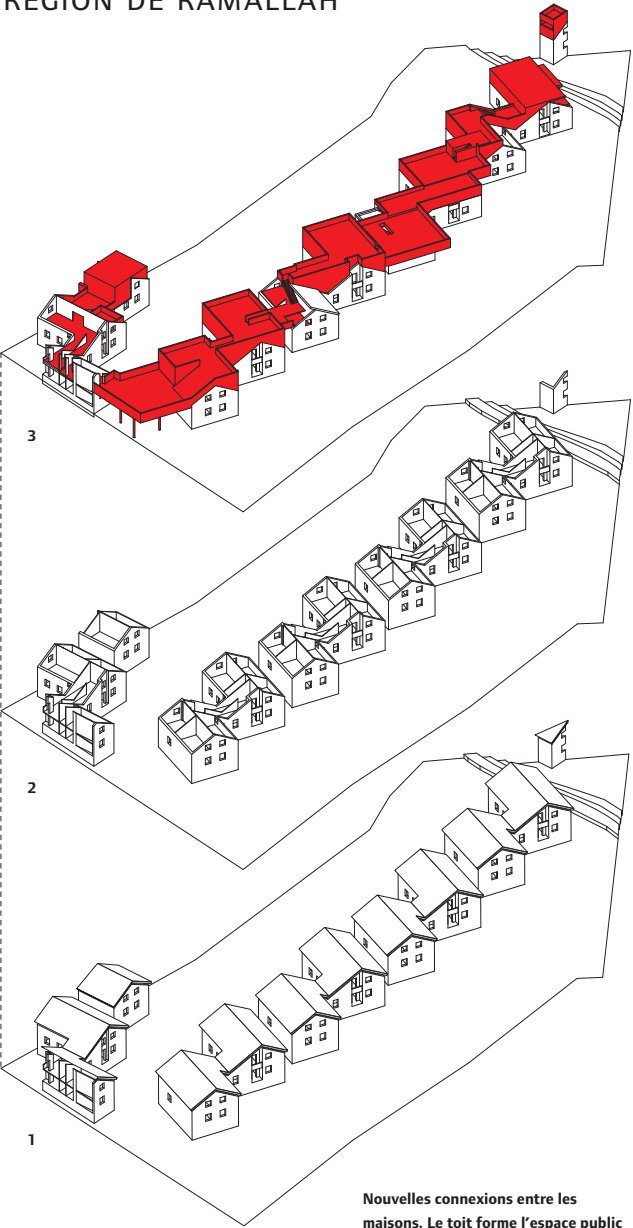 RÉGION DE RAMALLAH
3
2
1
Nouvelles connexions entre les
maisons. Le toit forme l'espace public